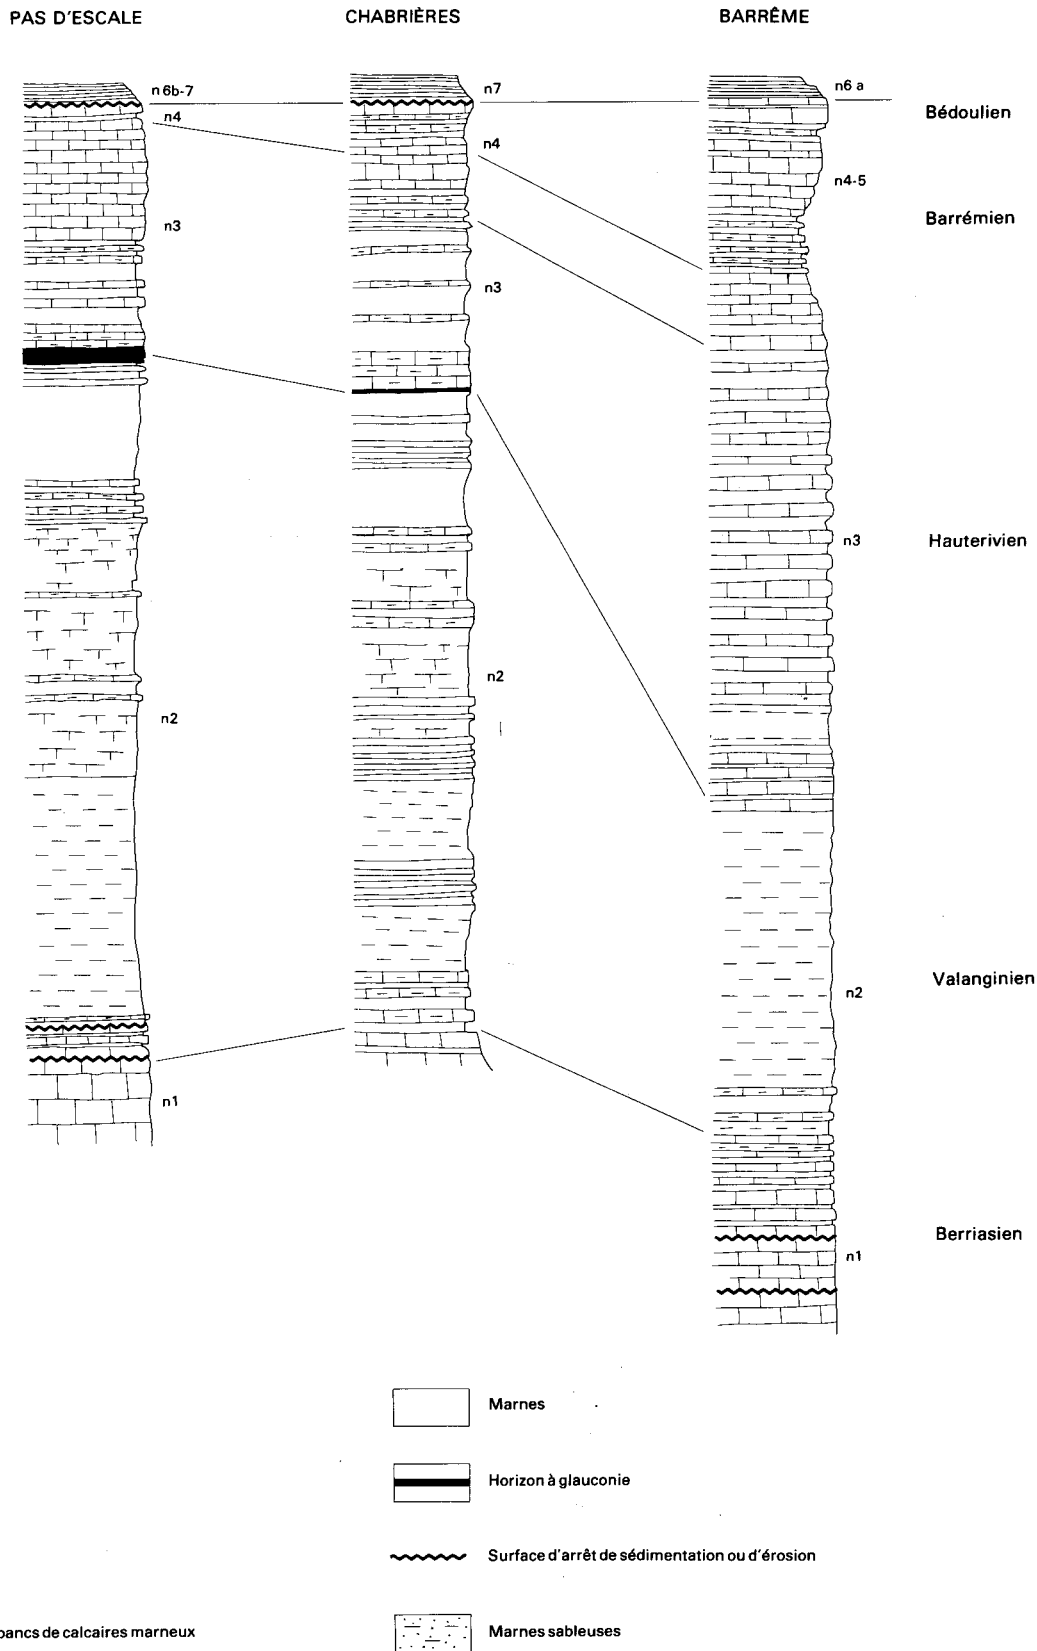 PAS D'ESCALE
CHABRIÈRES
BARRÊME
n6b-7
n7
n6a
n4
Bédoulien
n4
n4-5
Barrémien
n3
n3
n3
Hauterivien
n2
n2
n2
Valanginien
n1
n1
Berriasien
Marnes
Horizon à glauconie
Surface d'arrêt de sédimentation ou d'érosion
bancs de calcaires marneux
Marnes sableuses